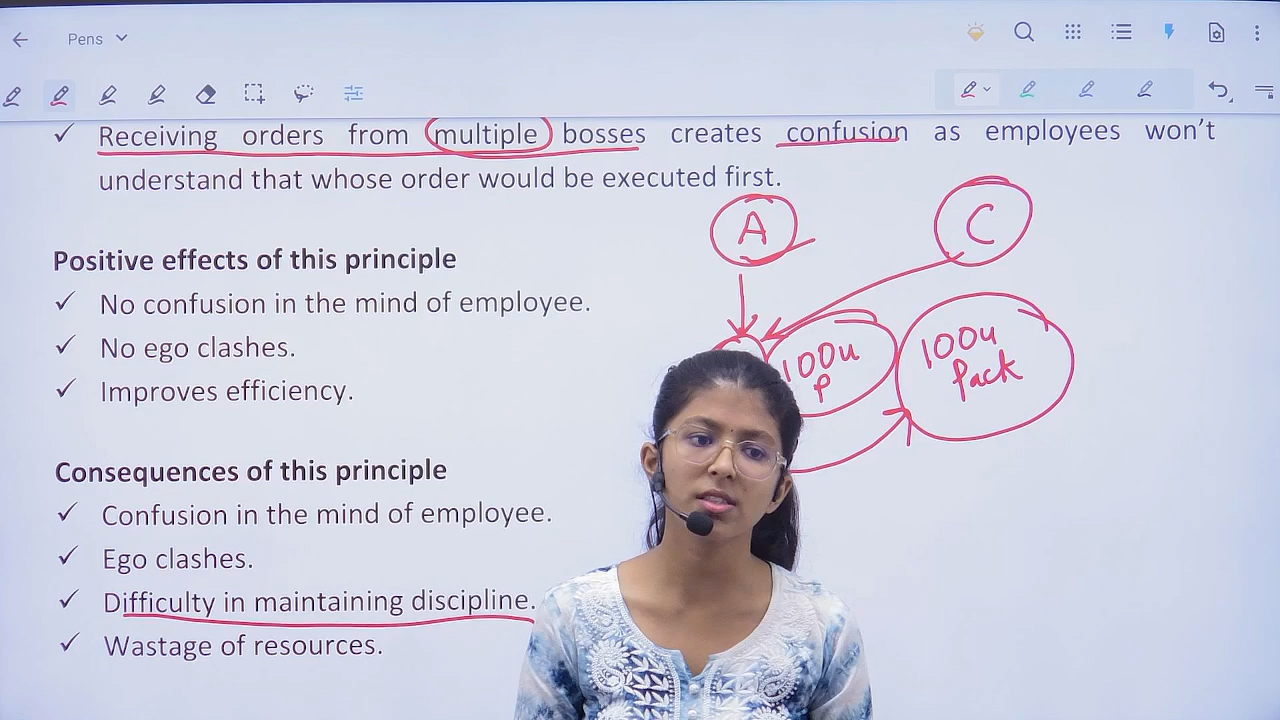 Pens
✓ Receiving orders from multiple bosses creates confusion as employees won't
understand that whose order would be executed first.
A
C
Positive effects of this principle
✓ No confusion in the mind of employee.
✓ No ego clashes.
✓ Improves efficiency.
100u
P
100u
Pack
Consequences of this principle
✓ Confusion in the mind of employee.
✓ Ego clashes.
✓ Difficulty in maintaining discipline.
✓ Wastage of resources.